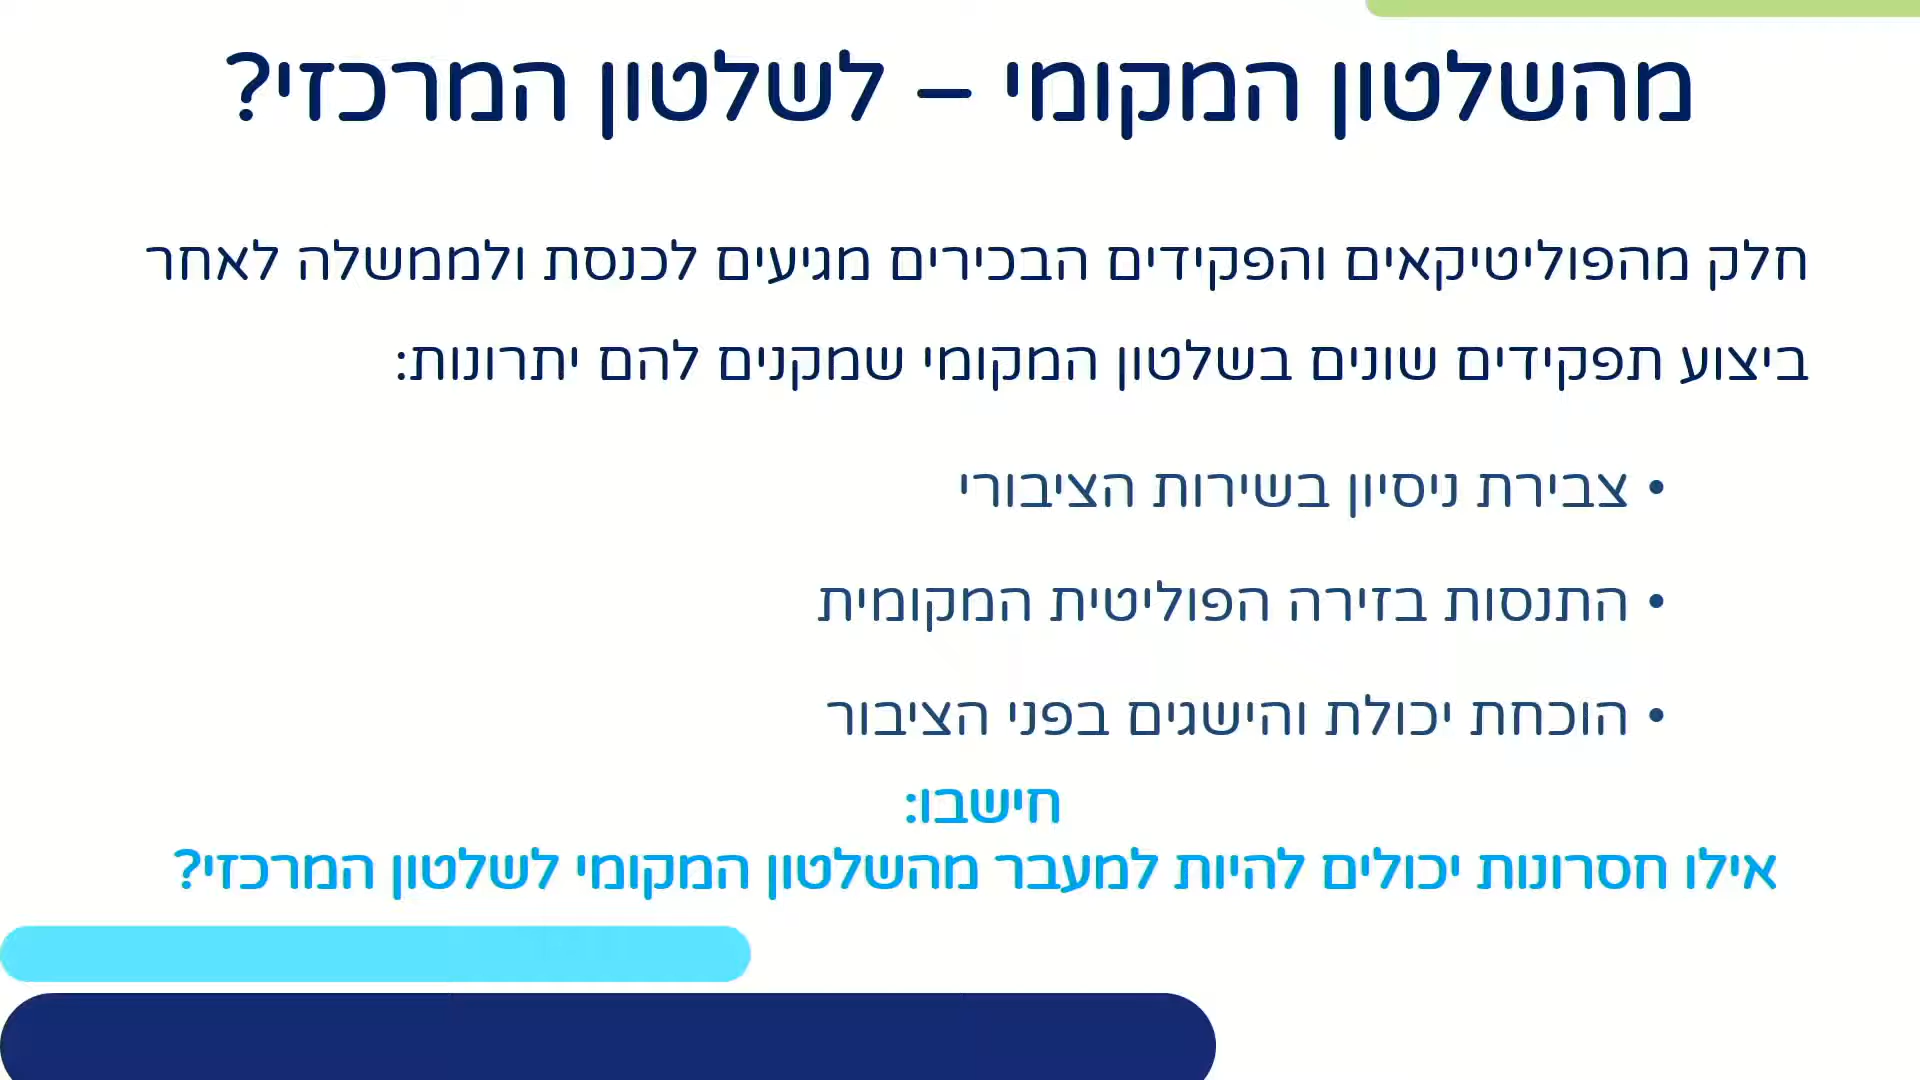 מהשלטון המקומי – לשלטון המרכזי?
חלק מהפוליטיקאים והפקידים הבכירים מגיעים לכנסת ולממשלה לאחר
ביצוע תפקידים שונים בשלטון המקומי שמקנים להם יתרונות:
• צבירת ניסיון בשירות הציבורי
• התנסות בזירה הפוליטית המקומית
• הוכחת יכולת והישגים בפני הציבור
חישבו:
אילו חסרונות יכולים להיות למעבר מהשלטון המקומי לשלטון המרכזי?